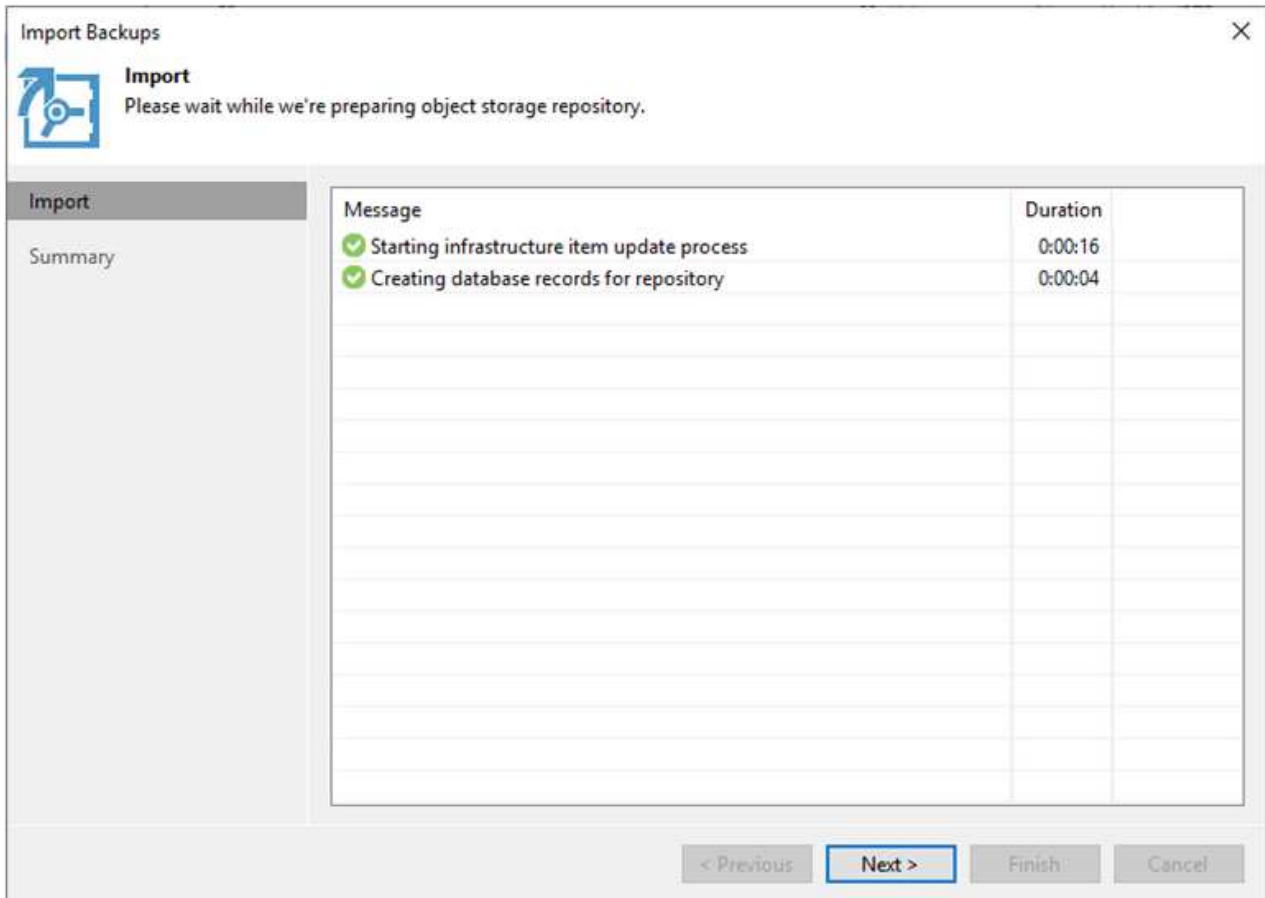 Import Backups
Import
Please wait while we're preparing object storage repository.
Import
Summary
Message Duration
Starting infrastructure item update process 0:00:16
Creating database records for repository 0:00:04
< Previous Next > Finish Cancel